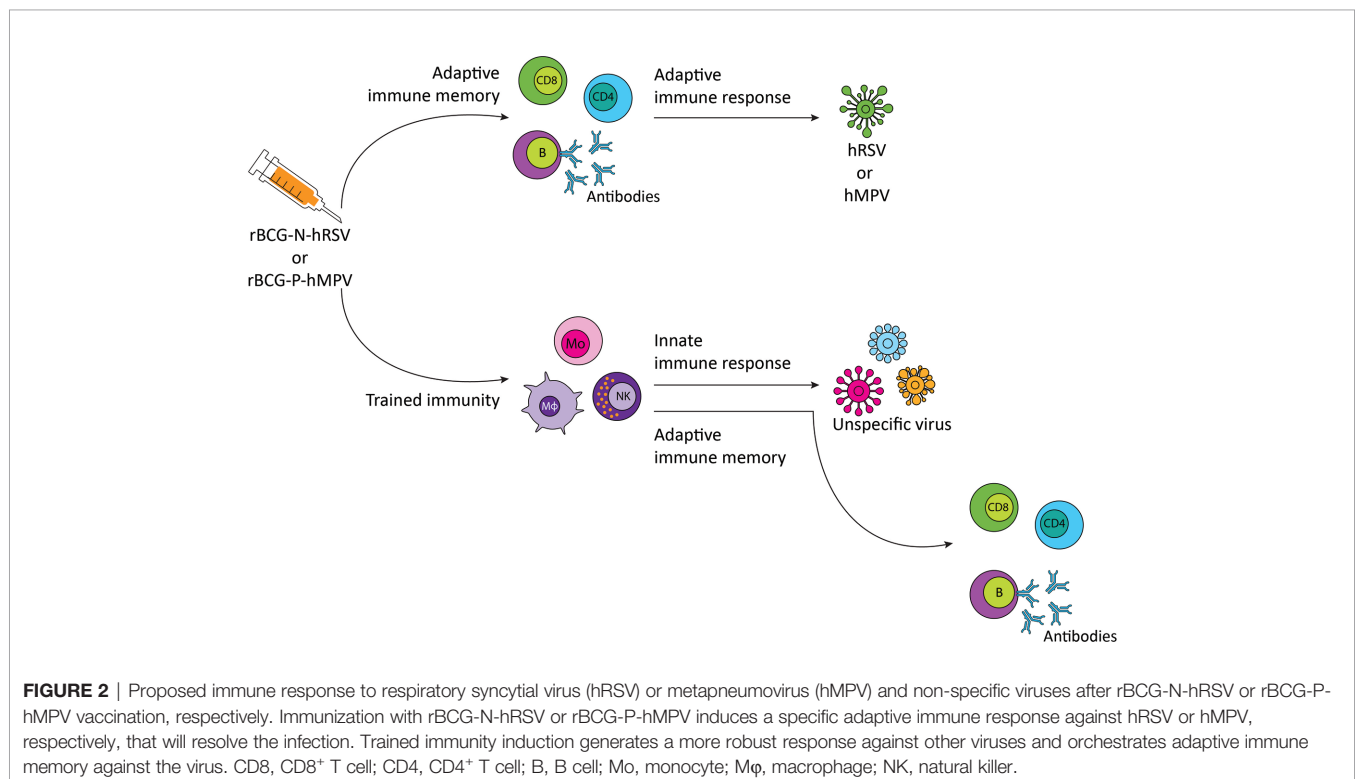 Adaptive
immune memory
CD8
CD4
B
Antibodies
Adaptive
immune response
hRSV
or
hMPV
rBCG-N-hRSV
or
rBCG-P-hMPV
Trained immunity
Mo
Mφ
NK
Innate
immune response
Adaptive
immune memory
Unspecific virus
CD8
CD4
B
Antibodies
FIGURE 2 | Proposed immune response to respiratory syncytial virus (hRSV) or metapneumovirus (hMPV) and non-specific viruses after rBCG-N-hRSV or rBCG-P-
hMPV vaccination, respectively. Immunization with rBCG-N-hRSV or rBCG-P-hMPV induces a specific adaptive immune response against hRSV or hMPV,
respectively, that will resolve the infection. Trained immunity induction generates a more robust response against other viruses and orchestrates adaptive immune
memory against the virus. CD8, CD8⁺ T cell; CD4, CD4⁺ T cell; B, B cell; Mo, monocyte; Mφ, macrophage; NK, natural killer.